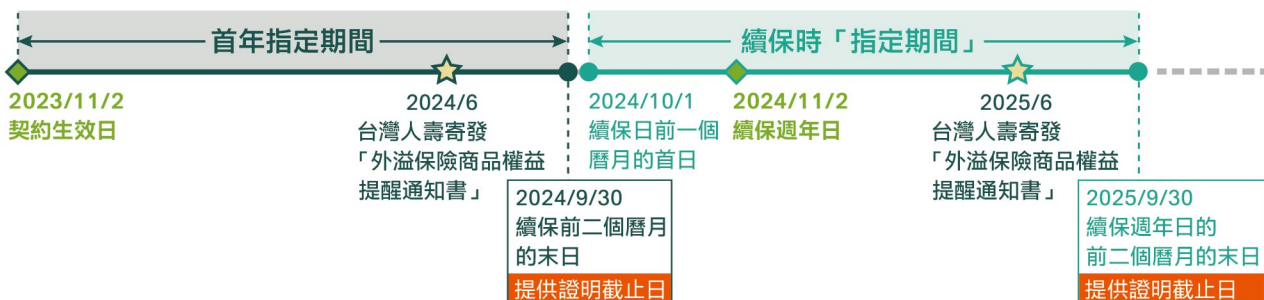 首年指定期間
續保時「指定期間」
2023/11/2
契約生效日
2024/6
台灣人壽寄發
「外溢保險商品權益
提醒通知書」
2024/9/30
續保前二個曆月
的末日
提供證明截止日
2024/10/1
續保日前一個
曆月的首日
2024/11/2
續保週年日
2025/6
台灣人壽寄發
「外溢保險商品權益
提醒通知書」
2025/9/30
續保週年日的
前二個曆月的末日
提供證明截止日